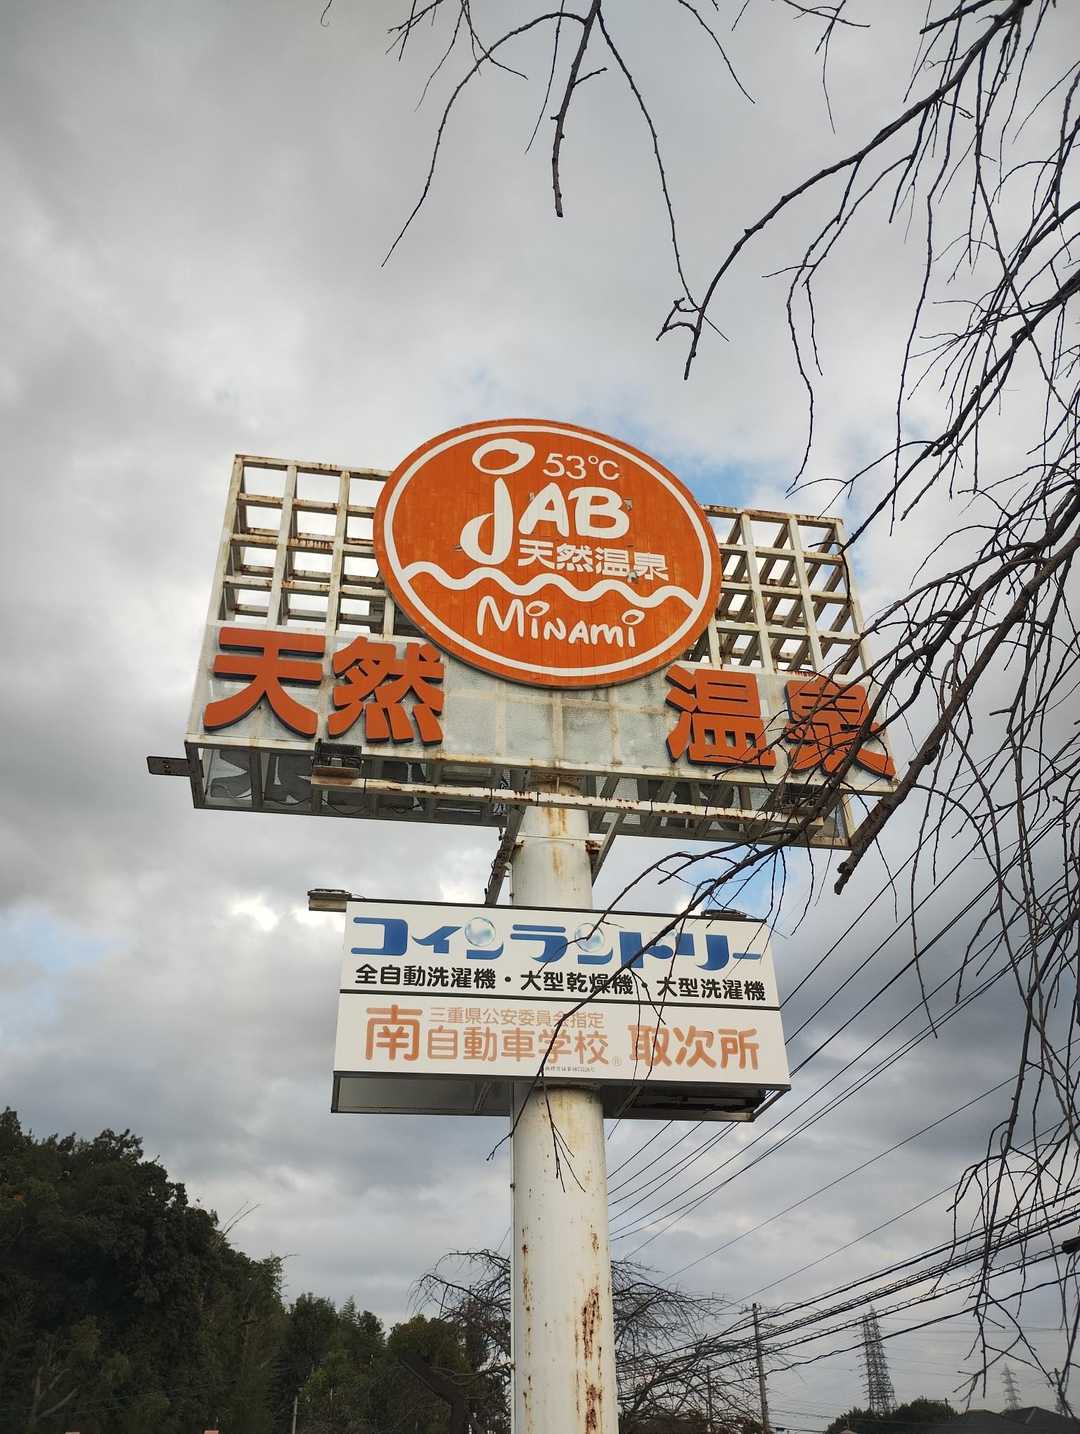 53℃
JAB
天然温泉
MiNAMi
天然 温泉
コインランドリー
全自動洗濯機・大型乾燥機・大型洗濯機
三重県公安委員会指定
南自動車学校® 取次所